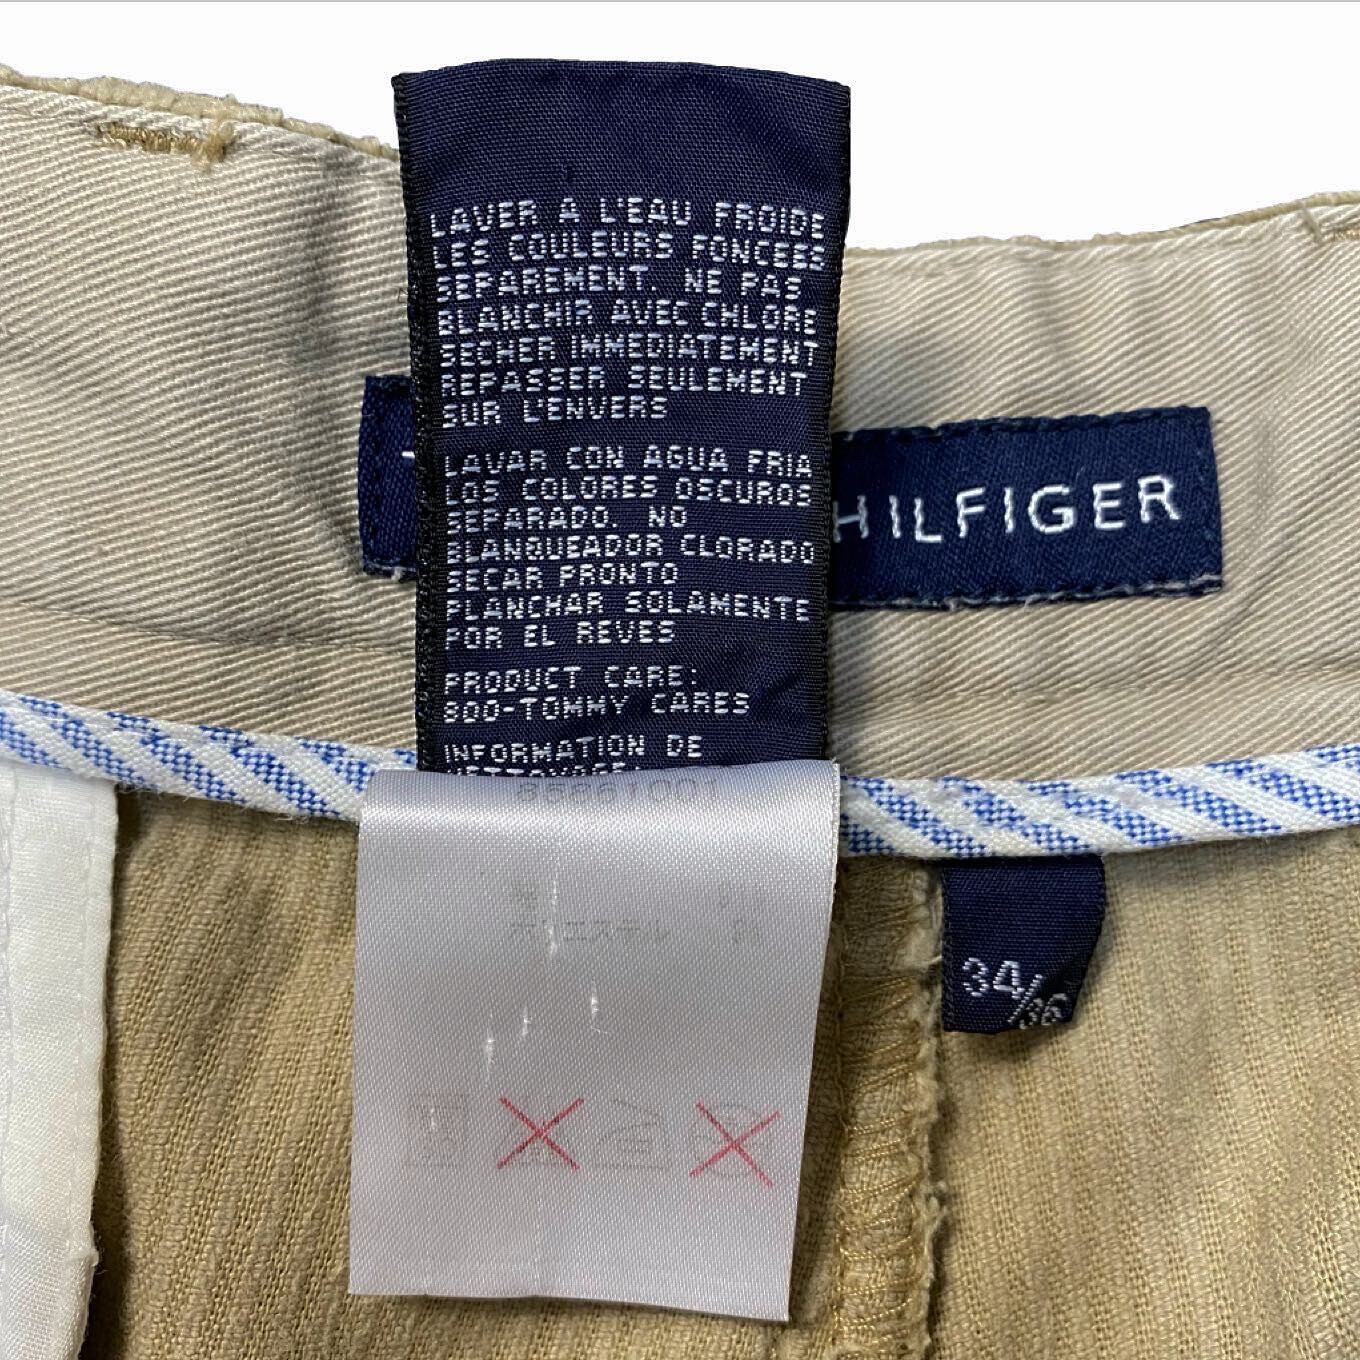 LAVER A L'EAU FROIDE
LES COULEURS FONCEES
SEPAREMENT. NE PAS
BLANCHIR AVEC CHLORE
SECHER IMMEDIATEMENT
REPASSER SEULEMENT
SUR L'ENVERS
LAVAR CON AGUA FRIA
LOS COLORES OSCUROS
SEPARADO. NO
BLANQUEADOR CLORADO
SECAR PRONTO
PLANCHAR SOLAMENTE
POR EL REVES
PRODUCT CARE:
800-TOMMY CARES
INFORMATION DE
HILFIGER
34/36